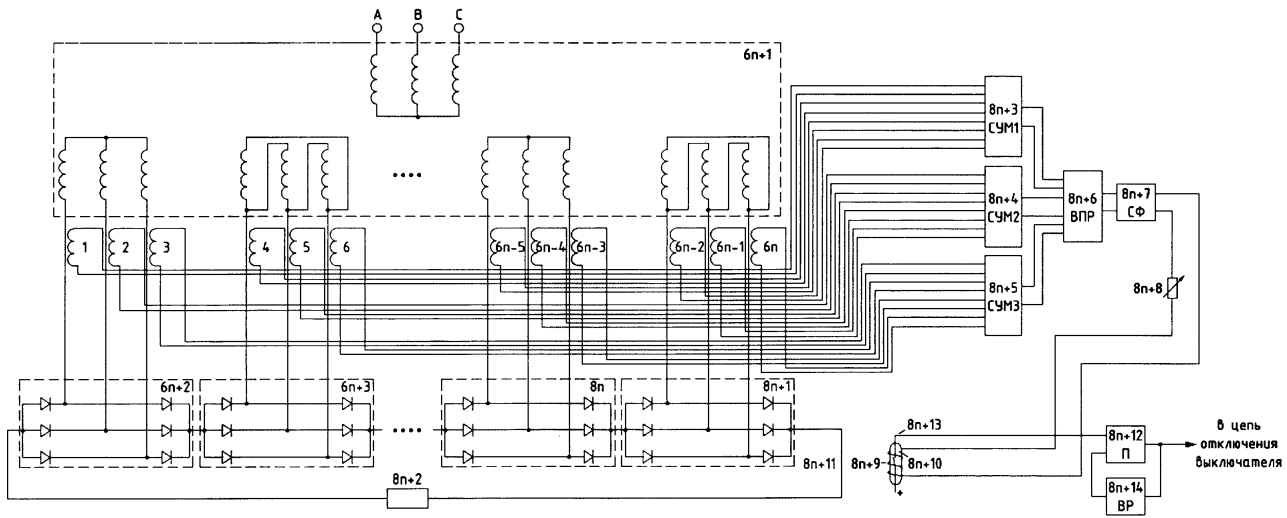 A B C
6n+1
8n+3
СУМ1
8n+4
СУМ2
8n+6
ВПР
8n+7
СФ
1 2 3 4 5 6 6n-5 6n-4 6n-3 6n-2 6n-1 6n
8n+5
СУМ3
8n+8
6n+2 6n+3 8n 8n+1
8n+11
8n+2
8n+13
8n+9
8n+10
+
8n+12
П
8n+14
ВР
В цепь
отключения
выключателя